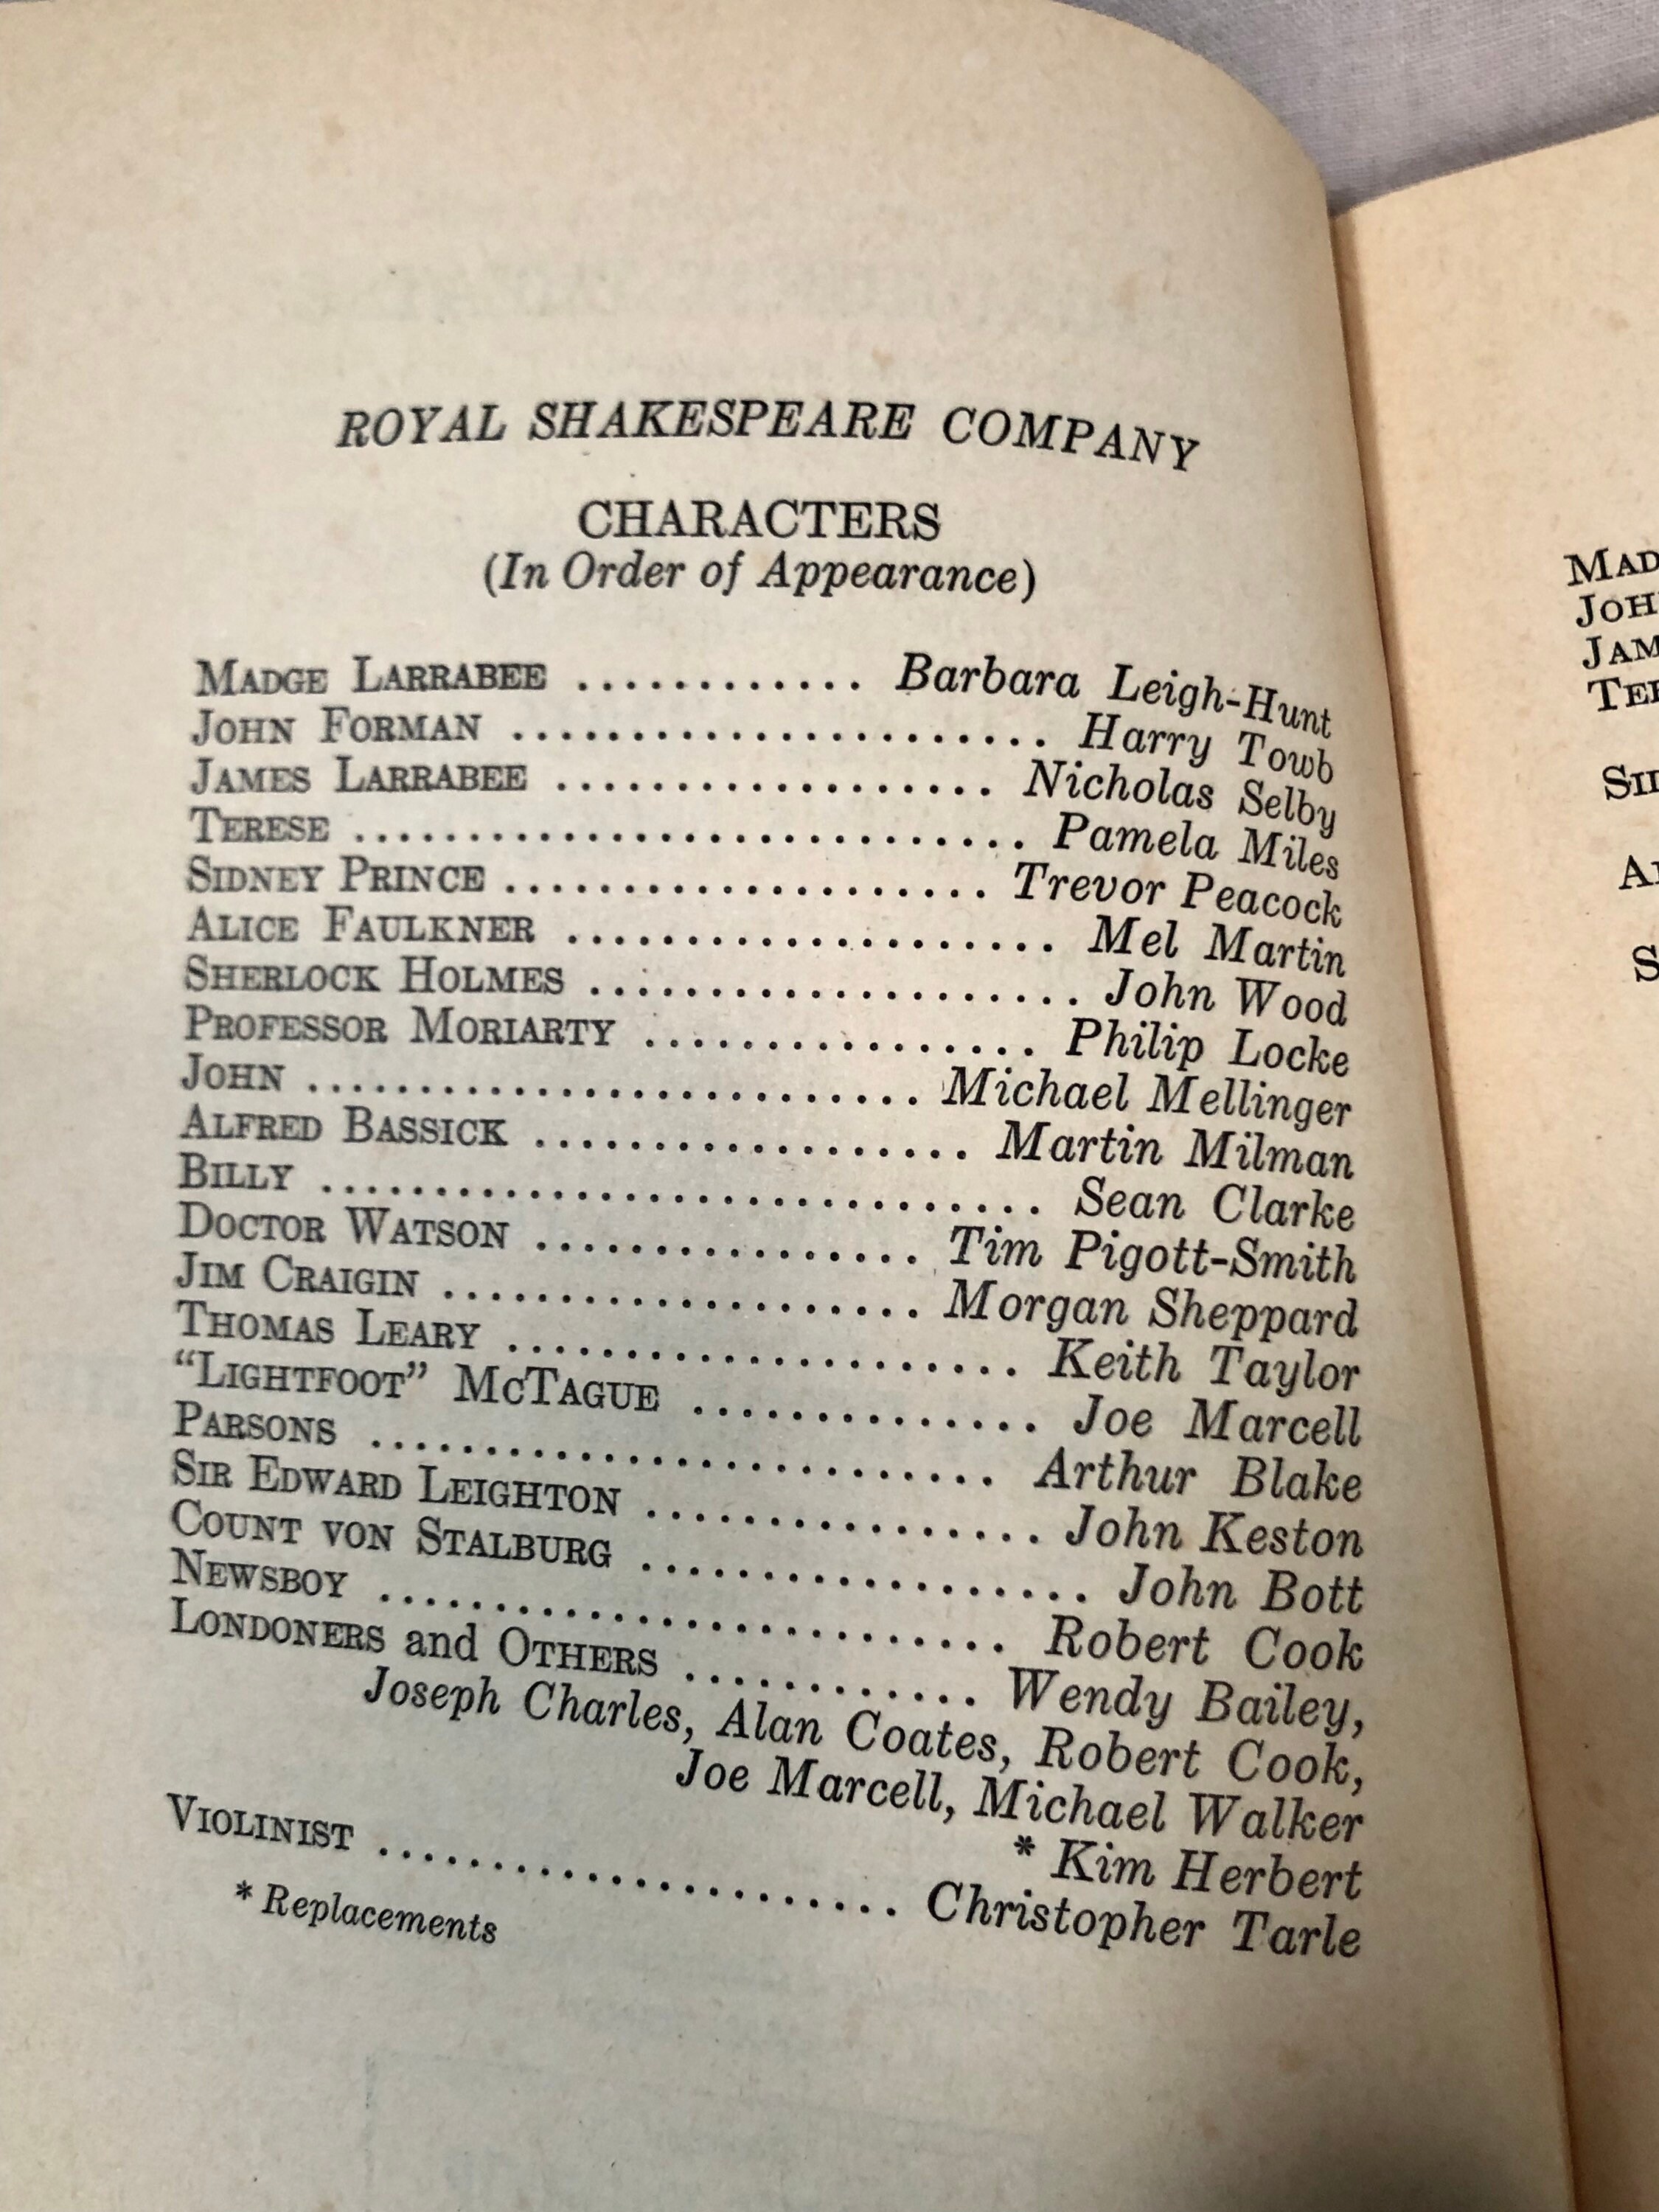 ROYAL SHAKESPEARE COMPANY
CHARACTERS
(In Order of Appearance)
MADGE LARRABEE ............ Barbara Leigh-Hunt
JOHN FORMAN ....................... Harry Towb
JAMES LARRABEE ................... Nicholas Selby
TERESE ............................. Pamela Miles
SIDNEY PRINCE ..................... Trevor Peacock
ALICE FAULKNER ..................... Mel Martin
SHERLOCK HOLMES ..................... John Wood
PROFESSOR MORIARTY ................. Philip Locke
JOHN .......................... Michael Mellinger
ALFRED BASSICK ................... Martin Milman
BILLY ............................... Sean Clarke
DOCTOR WATSON ................. Tim Pigott-Smith
JIM CRAIGIN .................... Morgan Sheppard
THOMAS LEARY ...................... Keith Taylor
“LIGHTFOOT” MCTAGUE ............... Joe Marcell
PARSONS ........................... Arthur Blake
SIR EDWARD LEIGHTON ................. John Keston
COUNT VON STALBURG ................... John Bott
NEWSBOY ........................... Robert Cook
LONDONERS and OTHERS ............. Wendy Bailey,
Joseph Charles, Alan Coates, Robert Cook,
Joe Marcell, Michael Walker
* Kim Herbert
VIOLINIST ...................... Christopher Tarle
* Replacements